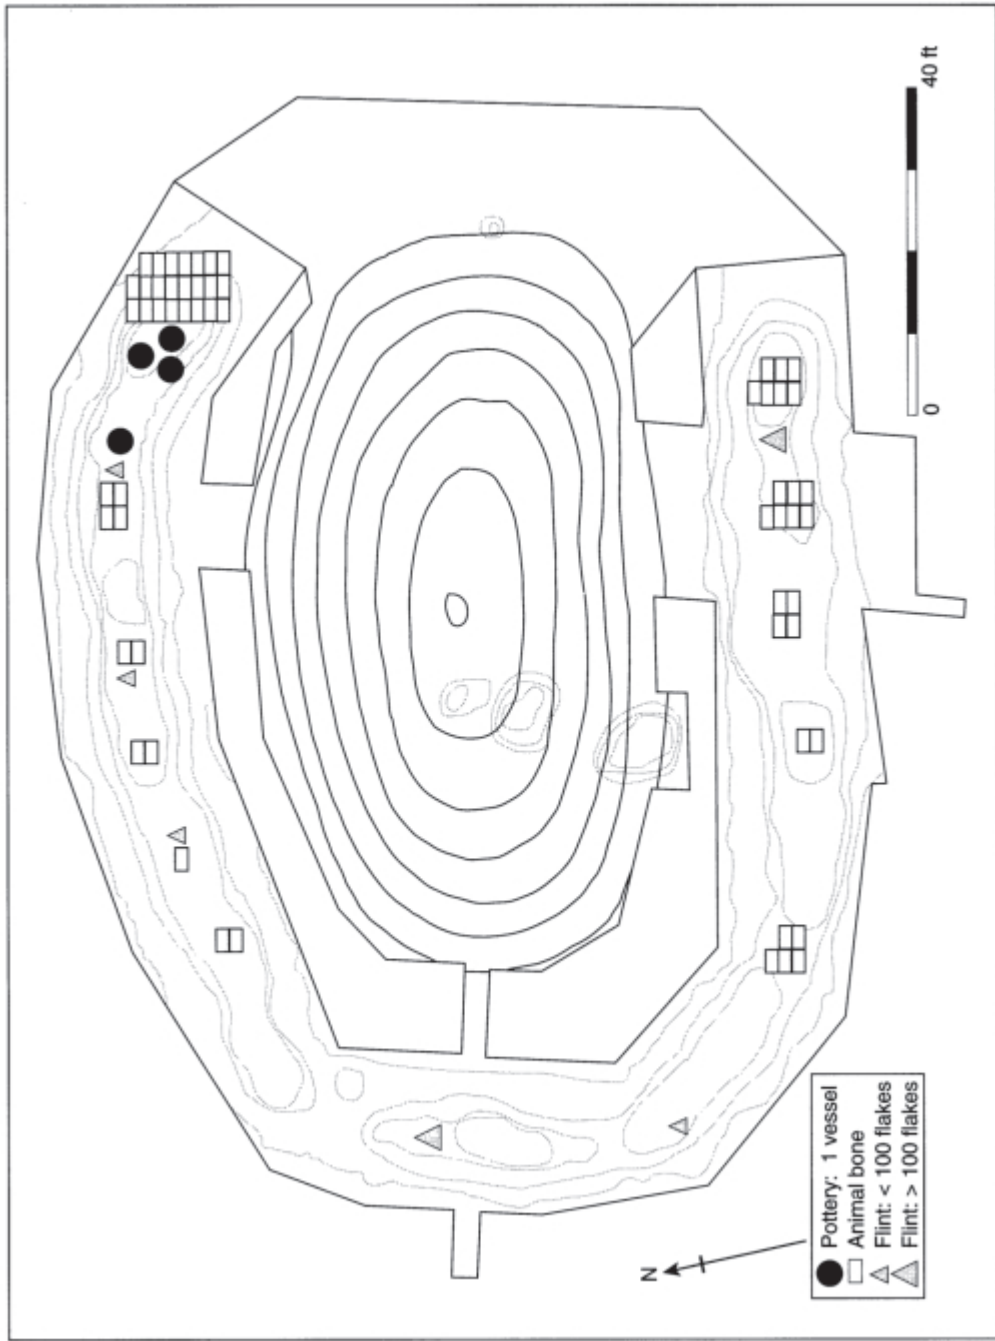 0
40 ft
N
Pottery: 1 vessel
Animal bone
Flint: < 100 flakes
Flint: > 100 flakes